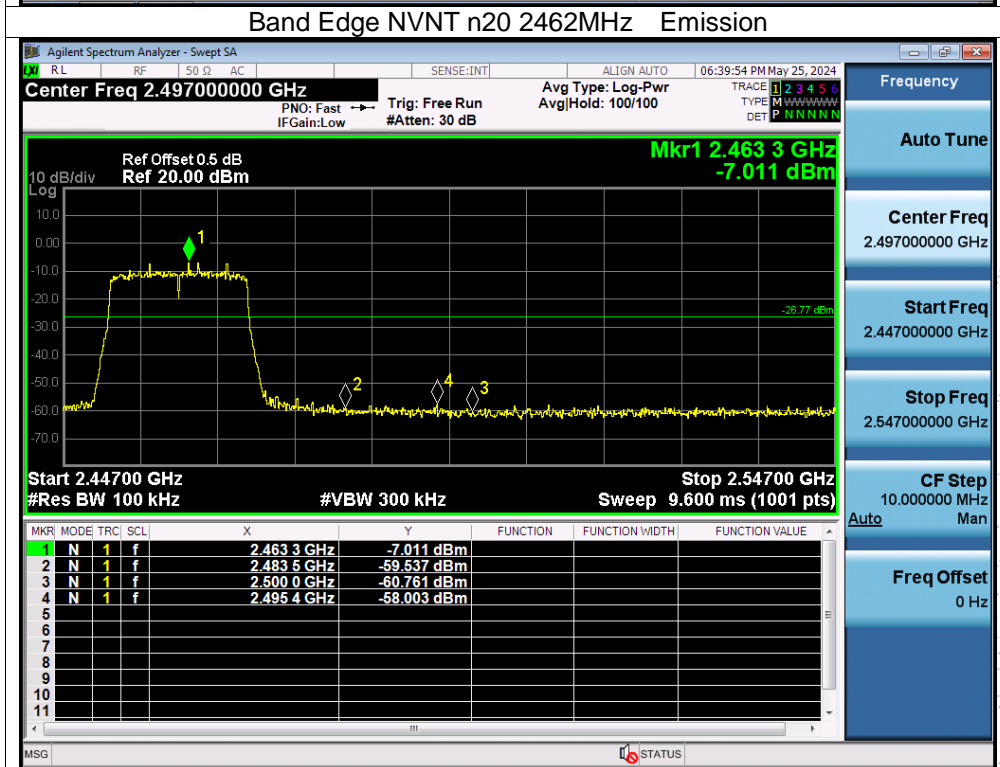 Band Edge NVNT n20 2462MHz Emission
Agilent Spectrum Analyzer - Swept SA
LXI RL RF 50 Ω AC SENSE:INT ALIGN AUTO 06:39:54 PM May 25, 2024
Center Freq 2.497000000 GHz
PNO: Fast
IFGain:Low
Trig: Free Run
#Atten: 30 dB
Avg Type: Log-Pwr
Avg|Hold: 100/100
TRACE 1 2 3 4 5 6
TYPE M WWWWW
DET P N N N N N
Mkr1 2.463 3 GHz
-7.011 dBm
Ref Offset 0.5 dB
10 dB/div Ref 20.00 dBm
Log
10.0
0.00
-10.0
-20.0
-30.0
-40.0
-50.0
-60.0
-70.0
1
-26.77 dBm
2
4
3
Start 2.44700 GHz Stop 2.54700 GHz
#Res BW 100 kHz #VBW 300 kHz Sweep 9.600 ms (1001 pts)
MKR MODE TRC SCL X Y FUNCTION FUNCTION WIDTH FUNCTION VALUE
1 N 1 f 2.463 3 GHz -7.011 dBm
2 N 1 f 2.483 5 GHz -59.537 dBm
3 N 1 f 2.500 0 GHz -60.761 dBm
4 N 1 f 2.495 4 GHz -58.003 dBm
5
6
7
8
9
10
11
MSG STATUS
Frequency
Auto Tune
Center Freq
2.497000000 GHz
Start Freq
2.447000000 GHz
Stop Freq
2.547000000 GHz
CF Step
10.000000 MHz
Auto Man
Freq Offset
0 Hz